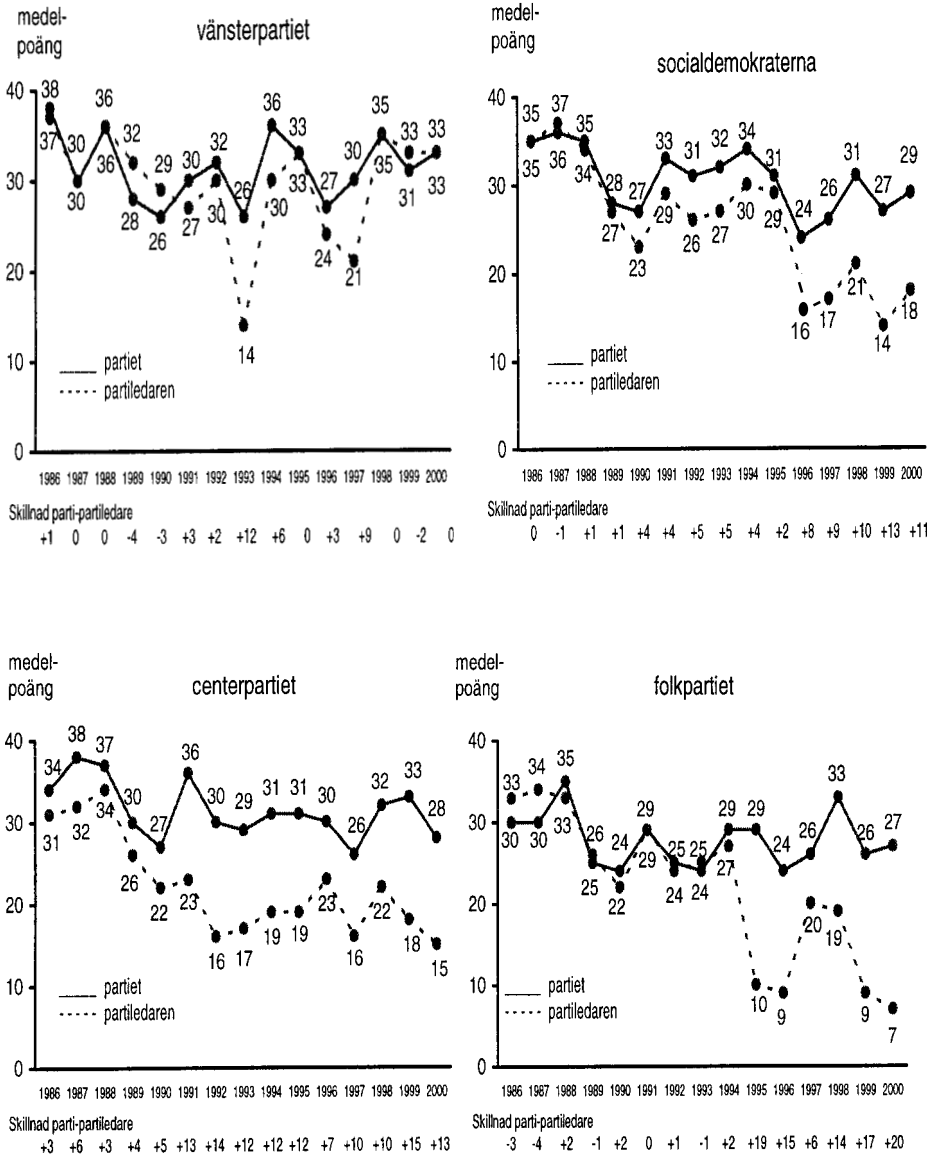 medel-
poäng
vänsterpartiet
40
30
20
10
0
38 30 36 32 29 30 32 26 36 33 27 30 35 33 33
37 30 36 28 26 27 30 14 30 33 24 21 35 31 33
partiet
partiledaren
1986 1987 1988 1989 1990 1991 1992 1993 1994 1995 1996 1997 1998 1999 2000
Skillnad parti-partiledare
+1 0 0 -4 -3 +3 +2 +12 +6 0 +3 +9 0 -2 0
medel-
poäng
socialdemokraterna
40
30
20
10
0
35 37 35 28 27 33 31 32 34 31 24 26 31 27 29
35 36 34 27 23 29 26 27 30 29 16 17 21 14 18
partiet
partiledaren
1986 1987 1988 1989 1990 1991 1992 1993 1994 1995 1996 1997 1998 1999 2000
Skillnad parti-partiledare
0 -1 +1 +1 +4 +4 +5 +5 +4 +2 +8 +9 +10 +13 +11
medel-
poäng
centerpartiet
40
30
20
10
0
34 38 37 30 27 36 30 29 31 31 30 26 32 33 28
31 32 34 26 22 23 16 17 19 19 23 16 22 18 15
partiet
partiledaren
1986 1987 1988 1989 1990 1991 1992 1993 1994 1995 1996 1997 1998 1999 2000
Skillnad parti-partiledare
+3 +6 +3 +4 +5 +13 +14 +12 +12 +12 +7 +10 +10 +15 +13
medel-
poäng
folkpartiet
40
30
20
10
0
33 34 35 26 24 29 25 25 29 29 24 26 33 26 27
30 30 33 25 22 29 24 24 27 10 9 20 19 9 7
partiet
partiledaren
1986 1987 1988 1989 1990 1991 1992 1993 1994 1995 1996 1997 1998 1999 2000
Skillnad parti-partiledare
-3 -4 +2 -1 +2 0 +1 -1 +2 +19 +15 +6 +14 +17 +20